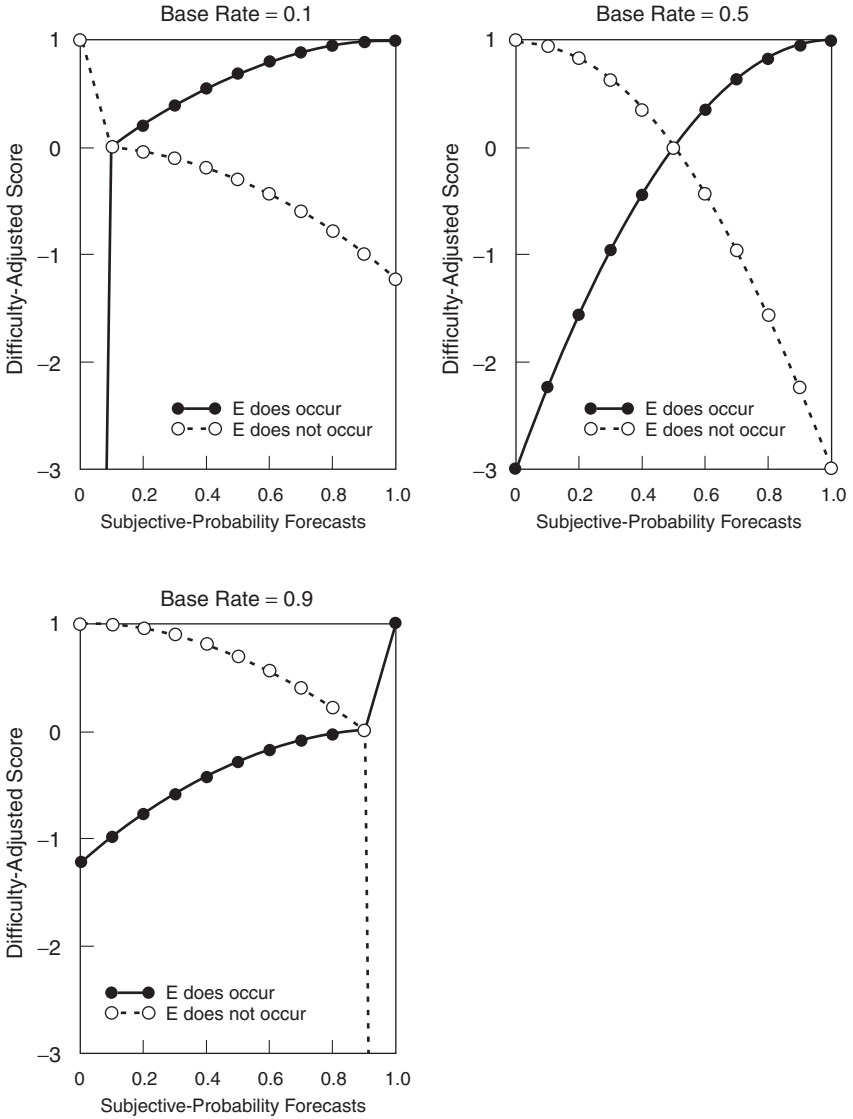 Base Rate = 0.1
1
0
−1
−2
−3
Difficulty-Adjusted Score
E does occur
E does not occur
0 0.2 0.4 0.6 0.8 1.0
Subjective-Probability Forecasts
Base Rate = 0.5
1
0
−1
−2
−3
Difficulty-Adjusted Score
E does occur
E does not occur
0 0.2 0.4 0.6 0.8 1.0
Subjective-Probability Forecasts
Base Rate = 0.9
1
0
−1
−2
−3
Difficulty-Adjusted Score
E does occur
E does not occur
0 0.2 0.4 0.6 0.8 1.0
Subjective-Probability Forecasts